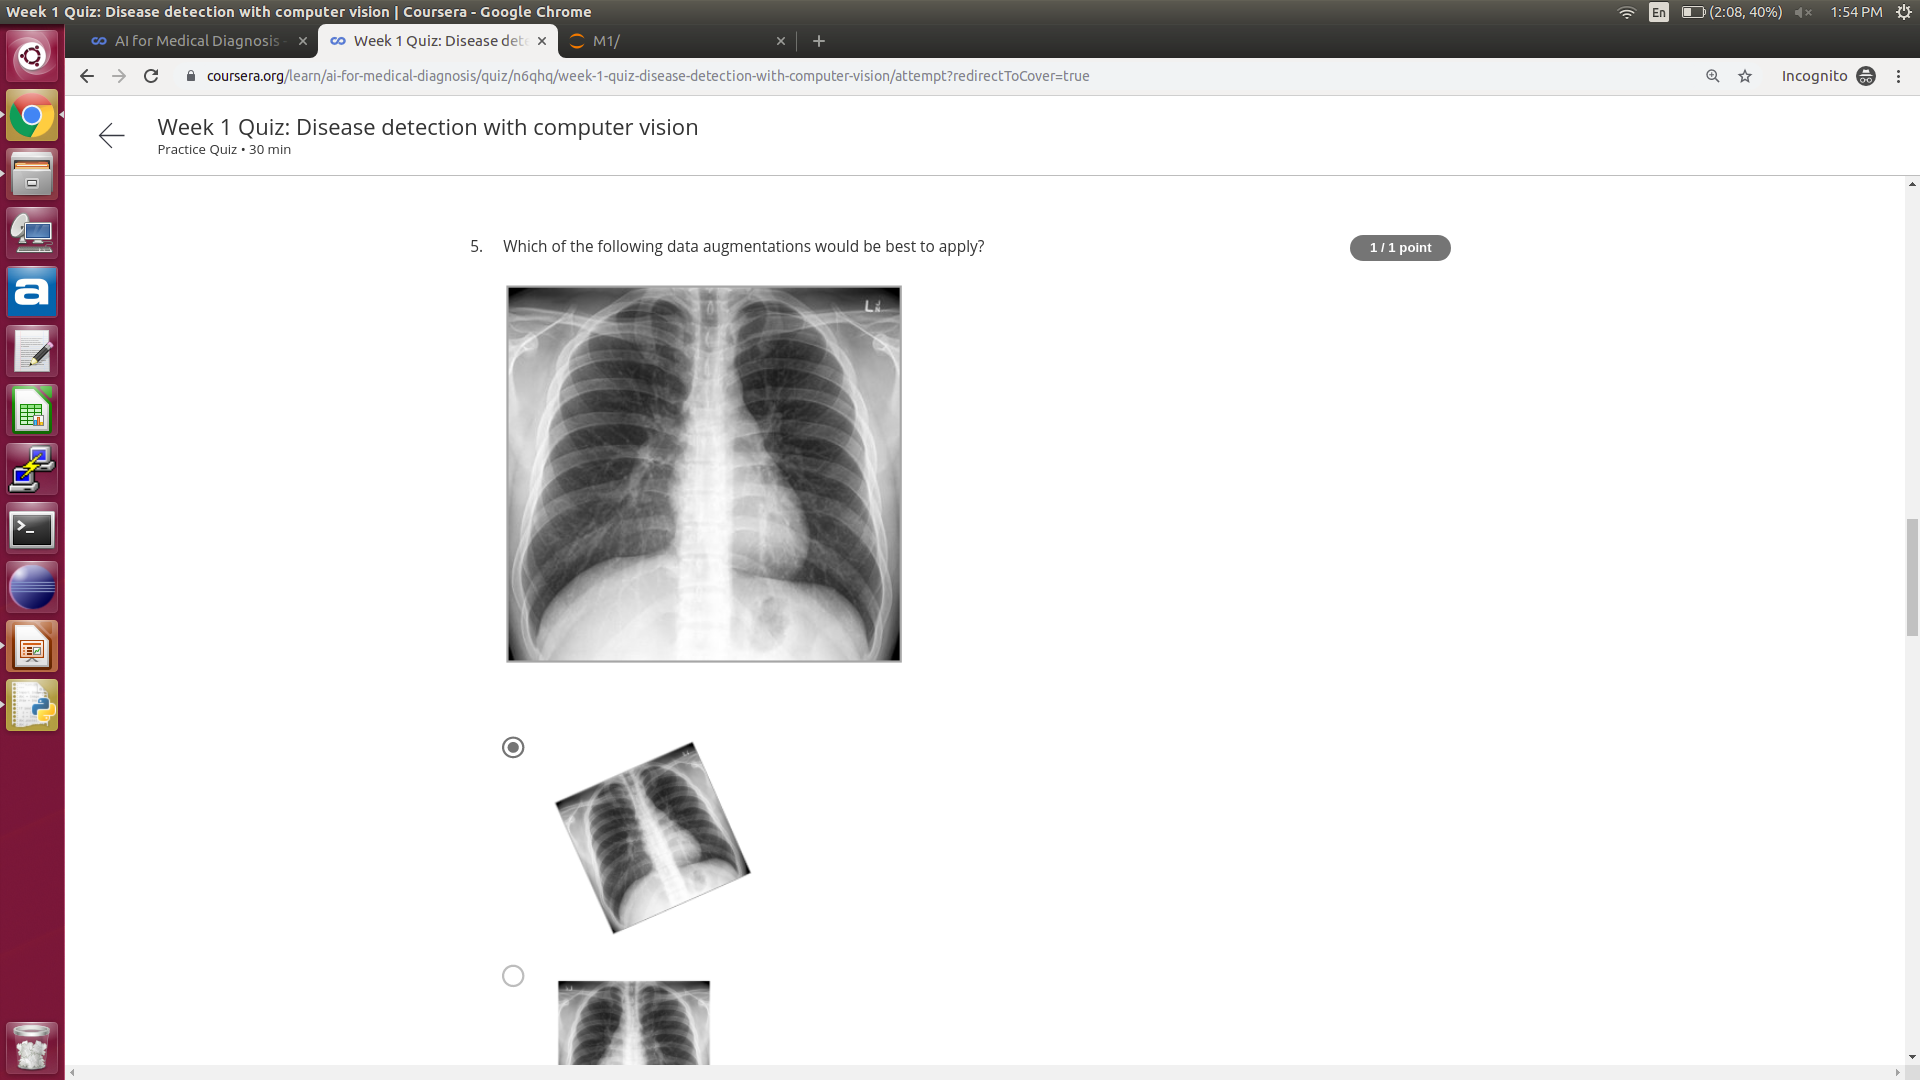 Week 1 Quiz: Disease detection with computer vision | Coursera - Google Chrome
En
(2:08, 40%)
1:54 PM
AI for Medical Diagnosis
Week 1 Quiz: Disease det
M1/
coursera.org/learn/ai-for-medical-diagnosis/quiz/n6qhq/week-1-quiz-disease-detection-with-computer-vision/attempt?redirectToCover=true
Incognito
Week 1 Quiz: Disease detection with computer vision
Practice Quiz • 30 min
5. Which of the following data augmentations would be best to apply?
1 / 1 point
L